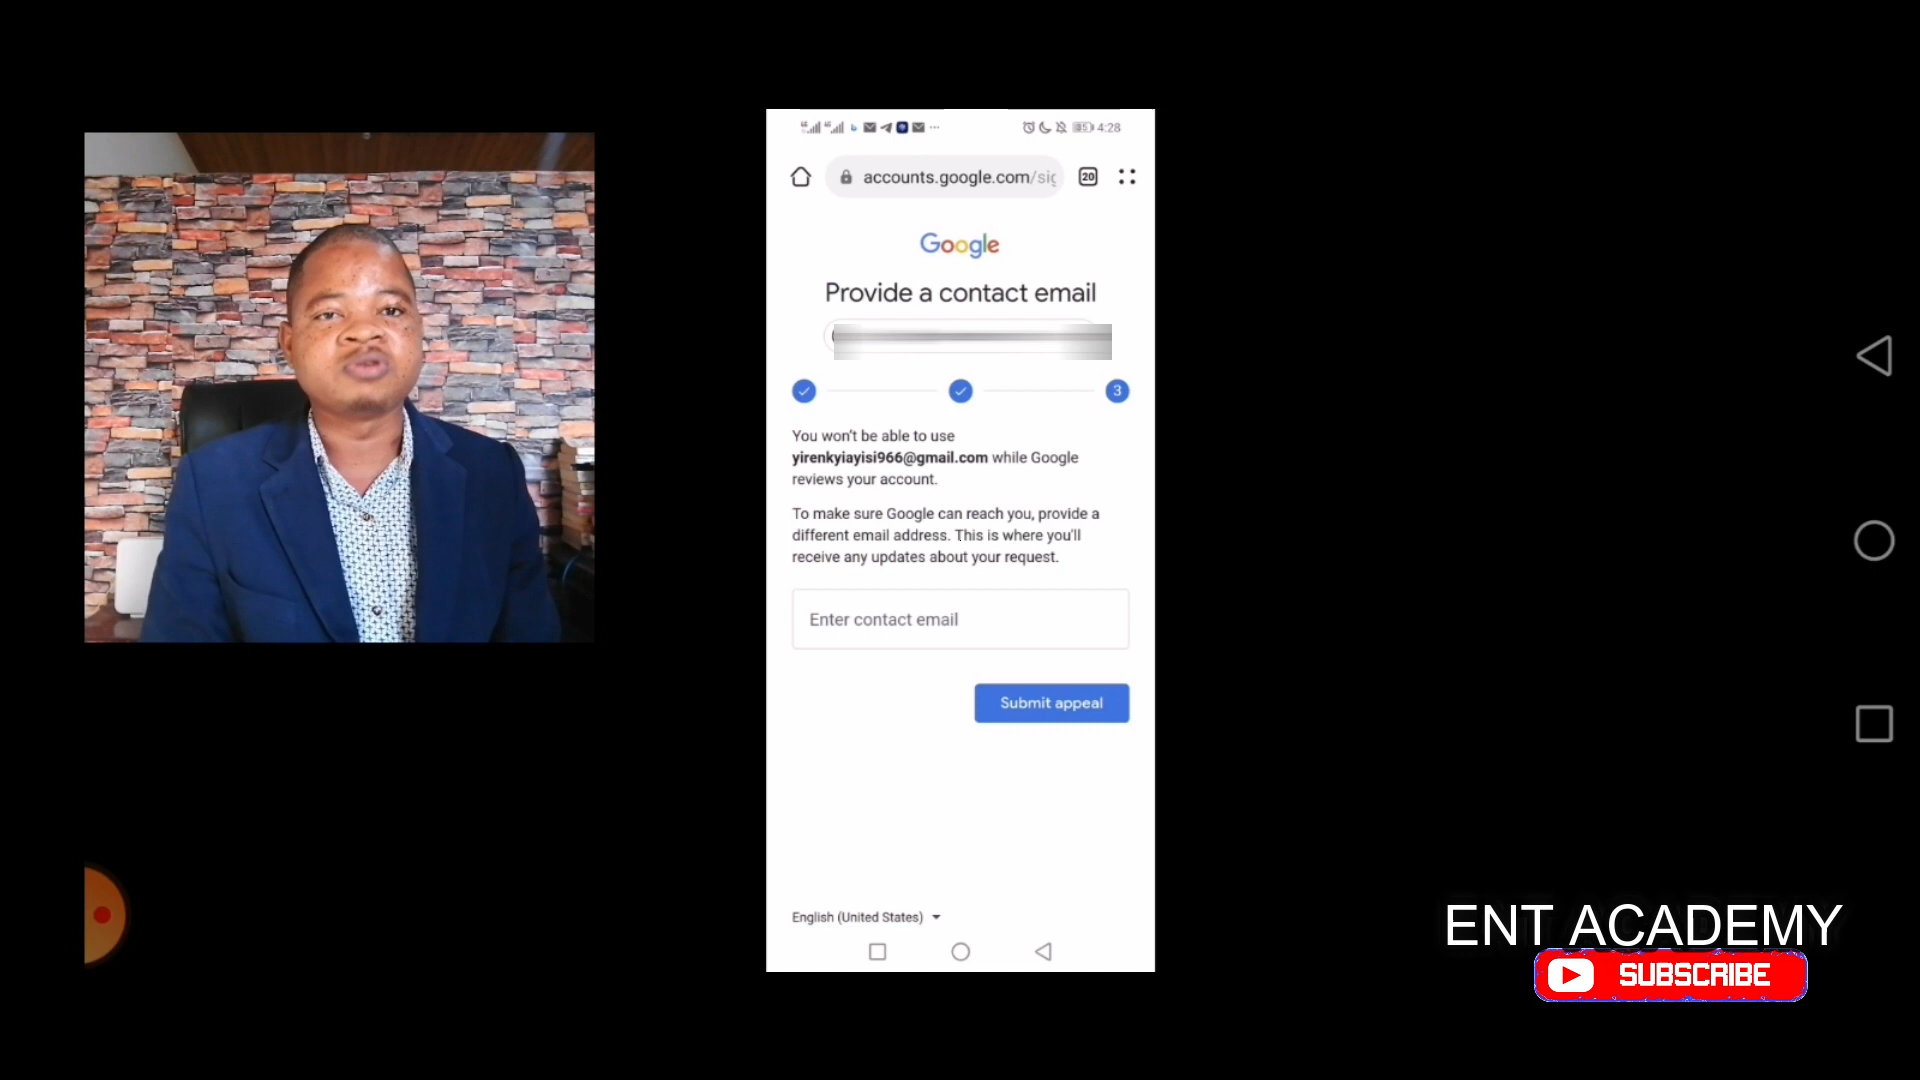 4:28
accounts.google.com/sig
20
Google
Provide a contact email
3
You won't be able to use
yirenkyiayisi966@gmail.com while Google
reviews your account.
To make sure Google can reach you, provide a
different email address. This is where you'll
receive any updates about your request.
Enter contact email
Submit appeal
English (United States)
ENT ACADEMY
SUBSCRIBE